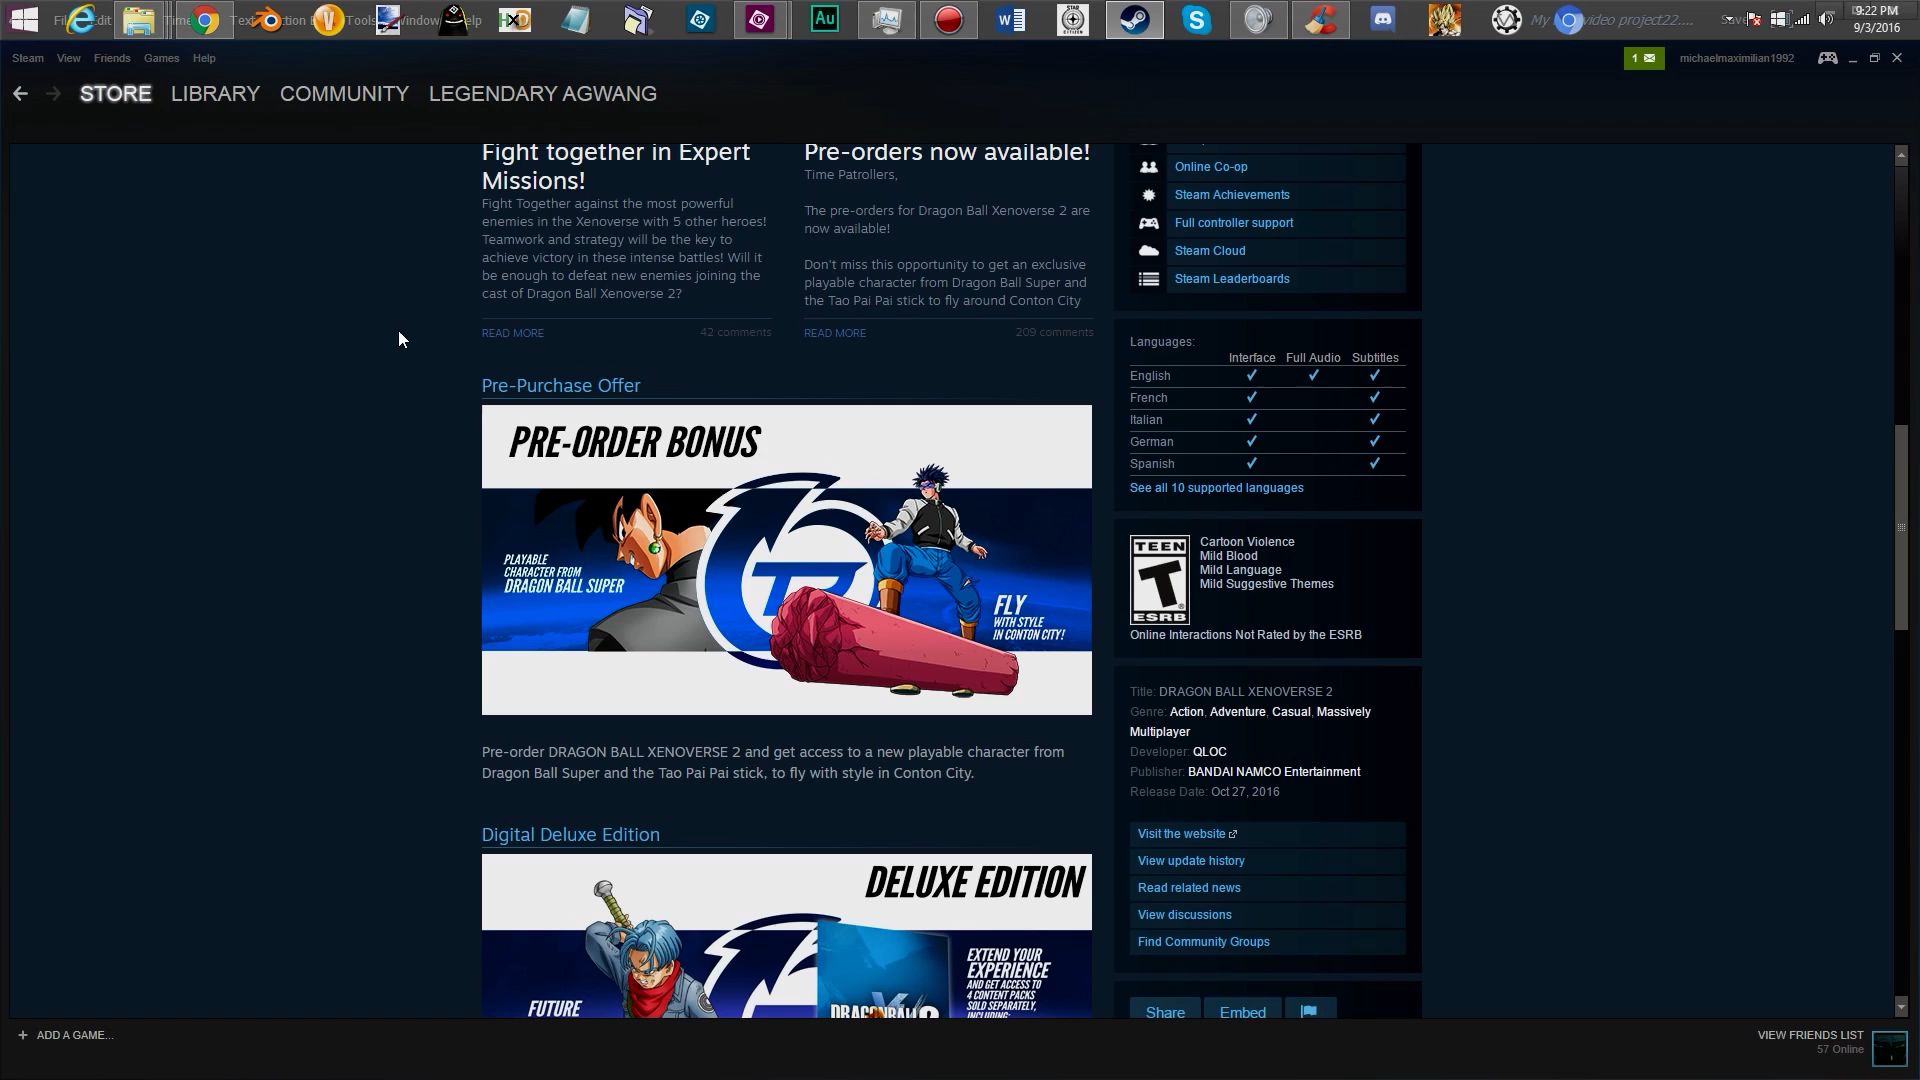 9:22 PM
9/3/2016
video project22....
Steam View Friends Games Help
1
michaelmaximilian1992
STORE LIBRARY COMMUNITY LEGENDARY AGWANG
Fight together in Expert
Missions!
Fight Together against the most powerful
enemies in the Xenoverse with 5 other heroes!
Teamwork and strategy will be the key to
achieve victory in these intense battles! Will it
be enough to defeat new enemies joining the
cast of Dragon Ball Xenoverse 2?
READ MORE
42 comments
Pre-orders now available!
Time Patrollers,
The pre-orders for Dragon Ball Xenoverse 2 are
now available!
Don't miss this opportunity to get an exclusive
playable character from Dragon Ball Super and
the Tao Pai Pai stick to fly around Conton City
READ MORE
209 comments
Pre-Purchase Offer
PRE-ORDER BONUS
PLAYABLE
CHARACTER FROM
DRAGON BALL SUPER
FLY
WITH STYLE
IN CONTON CITY!
Pre-order DRAGON BALL XENOVERSE 2 and get access to a new playable character from
Dragon Ball Super and the Tao Pai Pai stick, to fly with style in Conton City.
Digital Deluxe Edition
DELUXE EDITION
FUTURE
EXTEND YOUR
EXPERIENCE
AND GET ACCESS TO
4 CONTENT PACKS
SOLD SEPARATELY,
INCLUDING:
Online Co-op
Steam Achievements
Full controller support
Steam Cloud
Steam Leaderboards
Languages:
Interface Full Audio Subtitles
English
French
Italian
German
Spanish
See all 10 supported languages
TEEN
T
ESRB
Cartoon Violence
Mild Blood
Mild Language
Mild Suggestive Themes
Online Interactions Not Rated by the ESRB
Title: DRAGON BALL XENOVERSE 2
Genre: Action, Adventure, Casual, Massively
Multiplayer
Developer: QLOC
Publisher: BANDAI NAMCO Entertainment
Release Date: Oct 27, 2016
Visit the website
View update history
Read related news
View discussions
Find Community Groups
Share Embed
+ ADD A GAME...
VIEW FRIENDS LIST
57 Online